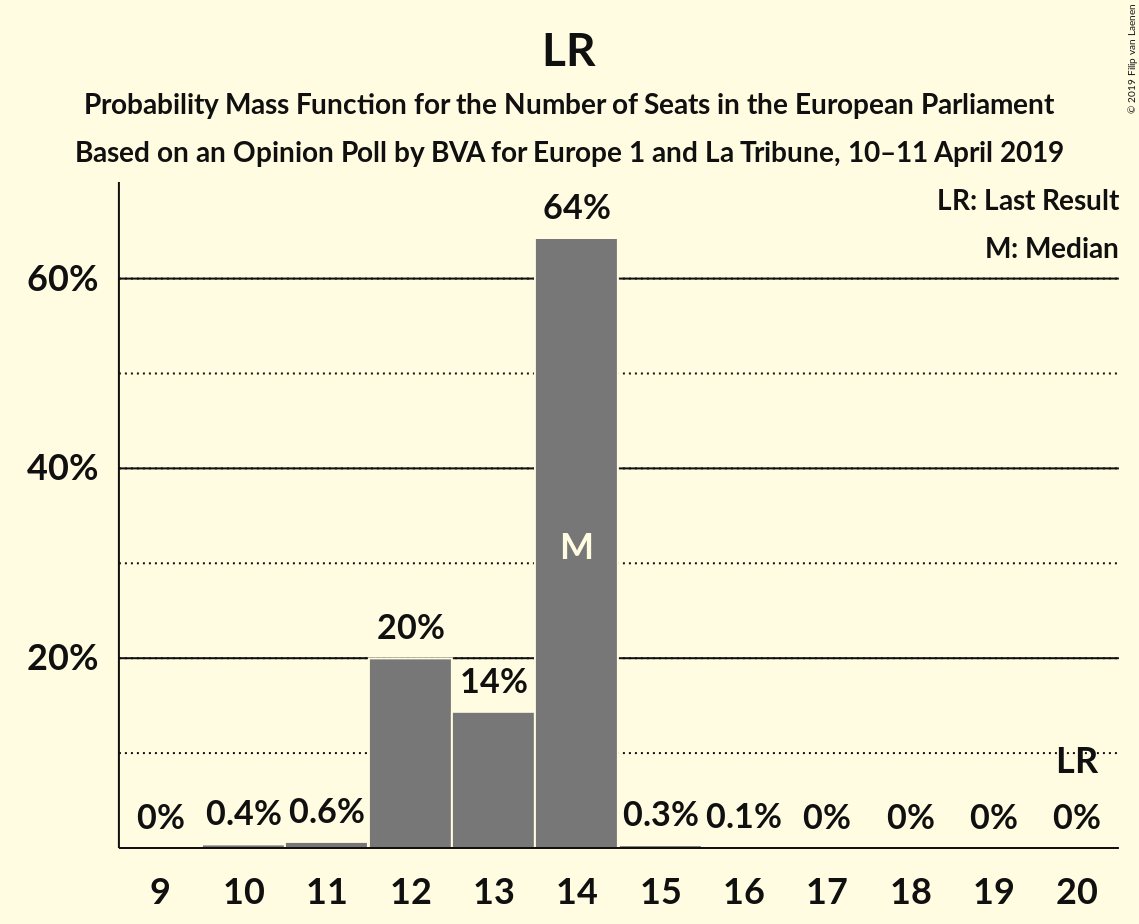 LR
Probability Mass Function for the Number of Seats in the European Parliament
Based on an Opinion Poll by BVA for Europe 1 and La Tribune, 10–11 April 2019
© 2019 Filip van Laenen
LR: Last Result
M: Median
64%
60%
40%
M
20%
20%
14%
LR
0% 0.4% 0.6% 0.3% 0.1% 0% 0% 0% 0%
9 10 11 12 13 14 15 16 17 18 19 20